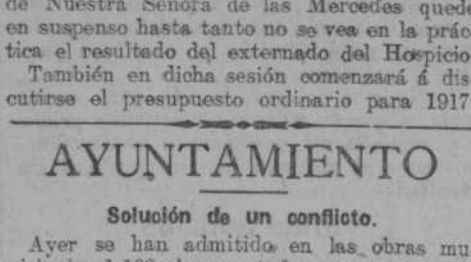 de Nuestra Señora de las Mercedes quede
en suspenso hasta tanto no se vea en la prác
tica el resultado del externado del Hospicio
También en dicha sesión comenzará á dis
cutirse el presupuesto ordinario para 1917
AYUNTAMIENTO
Solución de un conflicto.
Ayer se han admitido en las obras mu